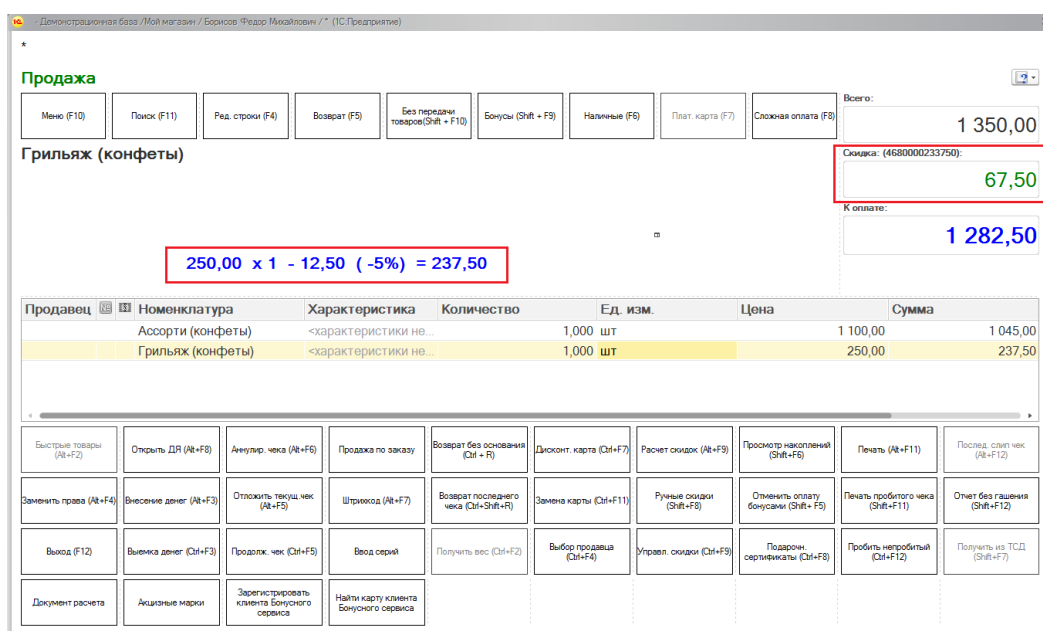 - Демонстрационная база /Мой магазин / Борисов Федор Михайлович / * (1С:Предприятие)
*
Продажа
Меню (F10)
Поиск (F11)
Ред. строки (F4)
Возврат (F5)
Без передачи
товаров(Shift + F10)
Бонусы (Shift + F9)
Наличные (F6)
Плат. карта (F7)
Сложная оплата (F8)
Всего:
1 350,00
Грильяж (конфеты)
Скидка: (4680000233750):
67,50
К оплате:
1 282,50
250,00 x 1 - 12,50 ( -5%) = 237,50
Продавец Номенклатура Характеристика Количество Ед. изм. Цена Сумма
Ассорти (конфеты) <характеристики не... 1,000 шт 1 100,00 1 045,00
Грильяж (конфеты) <характеристики не... 1,000 шт 250,00 237,50
Быстрые товары
(Alt+F2)
Открыть ДЯ (Alt+F8)
Аннулир. чека (Alt+F6)
Продажа по заказу
Возврат без основания
(Ctrl + R)
Дисконт. карта (Ctrl+F7)
Расчет скидок (Alt+F9)
Просмотр накоплений
(Shift+F6)
Печать (Alt+F11)
Послед. слип чек
(Alt+F12)
Заменить права (Alt+F4)
Внесение денег (Alt+F3)
Отложить текущ.чек
(Alt+F5)
Штрихкод (Alt+F7)
Возврат последнего
чека (Ctrl+Shift+R)
Замена карты (Ctrl+F11)
Ручные скидки
(Shift+F8)
Отменить оплату
бонусами (Shift+ F5)
Печать пробитого чека
(Shift+F11)
Отчет без гашения
(Shift+F12)
Выход (F12)
Выемка денег (Ctrl+F3)
Продолж. чек (Ctrl+F5)
Ввод серий
Получить вес (Ctrl+F2)
Выбор продавца
(Ctrl+F4)
Управл. скидки (Ctrl+F9)
Подарочн.
сертификаты (Ctrl+F8)
Пробить непробитый
(Ctrl+F12)
Получить из ТСД
(Shift+F7)
Документ расчета
Акцизные марки
Зарегистрировать
клиента Бонусного
сервиса
Найти карту клиента
Бонусного сервиса